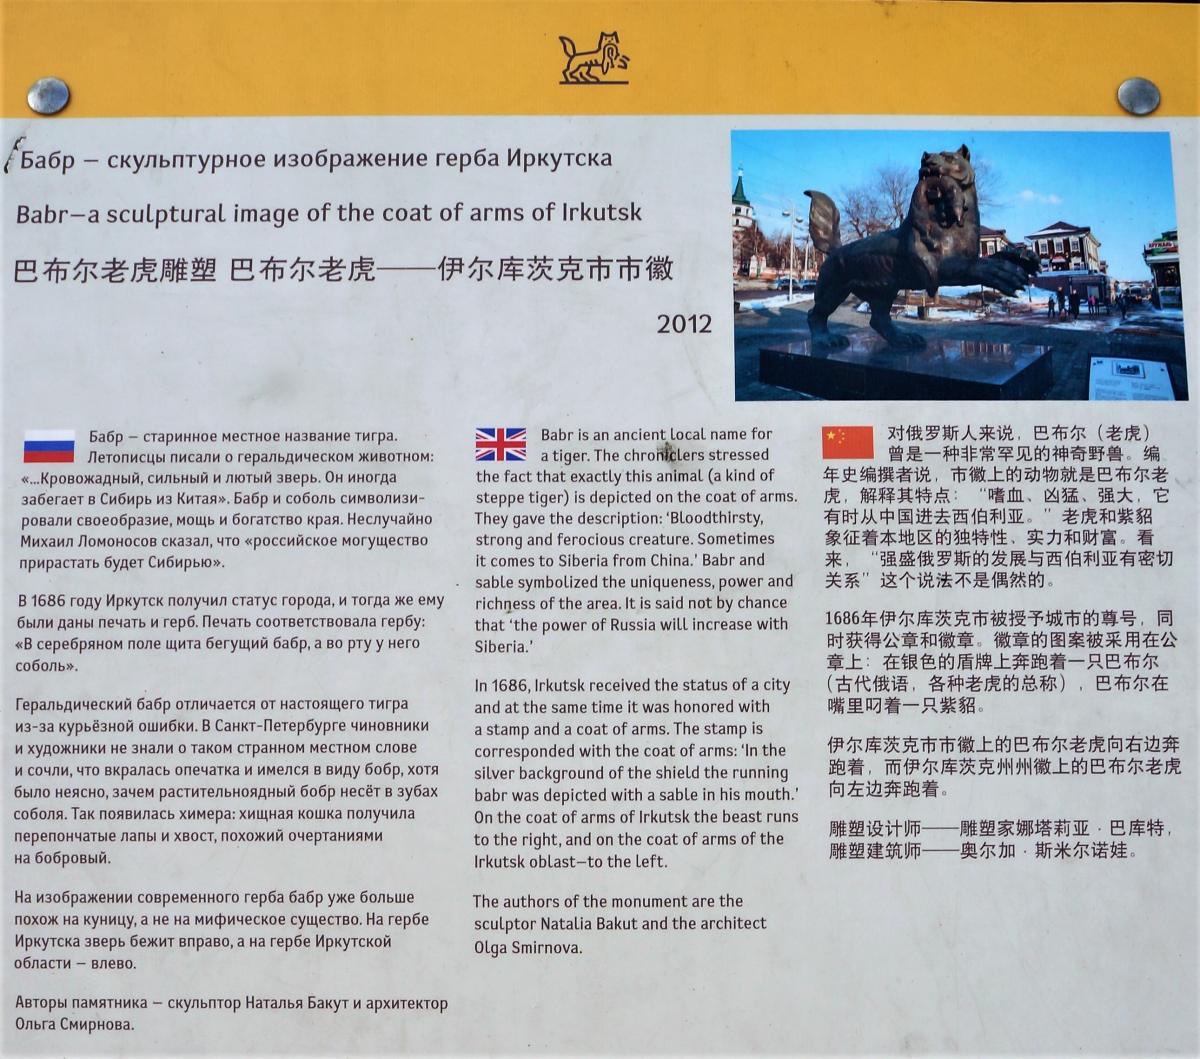 Бабр – скульптурное изображение герба Иркутска
Babr—a sculptural image of the coat of arms of Irkutsk
巴布尔老虎雕塑 巴布尔老虎——伊尔库茨克市市徽
2012
Бабр – старинное местное название тигра.
Летописцы писали о геральдическом животном:
«...Кровожадный, сильный и лютый зверь. Он иногда
забегает в Сибирь из Китая». Бабр и соболь символизи-
ровали своеобразие, мощь и богатство края. Неслучайно
Михаил Ломоносов сказал, что «российское могущество
прирастать будет Сибирью».
В 1686 году Иркутск получил статус города, и тогда же ему
были даны печать и герб. Печать соответствовала гербу:
«В серебряном поле щита бегущий бабр, а во рту у него
соболь».
Геральдический бабр отличается от настоящего тигра
из-за курьёзной ошибки. В Санкт-Петербурге чиновники
и художники не знали о таком странном местном слове
и сочли, что вкралась опечатка и имелся в виду бобр, хотя
было неясно, зачем растительноядный бобр несёт в зубах
соболя. Так появилась химера: хищная кошка получила
перепончатые лапы и хвост, похожий очертаниями
на бобровый.
На изображении современного герба бабр уже больше
похож на куницу, а не на мифическое существо. На гербе
Иркутска зверь бежит вправо, а на гербе Иркутской
области – влево.
Авторы памятника – скульптор Наталья Бакут и архитектор
Ольга Смирнова.
Babr is an ancient local name for
a tiger. The chroniclers stressed
the fact that exactly this animal (a kind of
steppe tiger) is depicted on the coat of arms.
They gave the description: ‘Bloodthirsty,
strong and ferocious creature. Sometimes
it comes to Siberia from China.’ Babr and
sable symbolized the uniqueness, power and
richness of the area. It is said not by chance
that ‘the power of Russia will increase with
Siberia.’
In 1686, Irkutsk received the status of a city
and at the same time it was honored with
a stamp and a coat of arms. The stamp is
corresponded with the coat of arms: ‘In the
silver background of the shield the running
babr was depicted with a sable in his mouth.’
On the coat of arms of Irkutsk the beast runs
to the right, and on the coat of arms of the
Irkutsk oblast—to the left.
The authors of the monument are the
sculptor Natalia Bakut and the architect
Olga Smirnova.
对俄罗斯人来说，巴布尔（老虎）
曾是一种非常罕见的神奇野兽。编
年史编撰者说，市徽上的动物就是巴布尔老
虎，解释其特点：“嗜血、凶猛、强大，它
有时从中国进去西伯利亚。”老虎和紫貂
象征着本地区的独特性、实力和财富。看
来，“强盛俄罗斯的发展与西伯利亚有密切
关系”这个说法不是偶然的。
1686年伊尔库茨克市被授予城市的尊号，同
时获得公章和徽章。徽章的图案被采用在公
章上：在银色的盾牌上奔跑着一只巴布尔
（古代俄语，各种老虎的总称），巴布尔在
嘴里叼着一只紫貂。
伊尔库茨克市市徽上的巴布尔老虎向右边奔
跑着，而伊尔库茨克州州徽上的巴布尔老虎
向左边奔跑着。
雕塑设计师——雕塑家娜塔莉亚·巴库特，
雕塑建筑师——奥尔加·斯米尔诺娃。